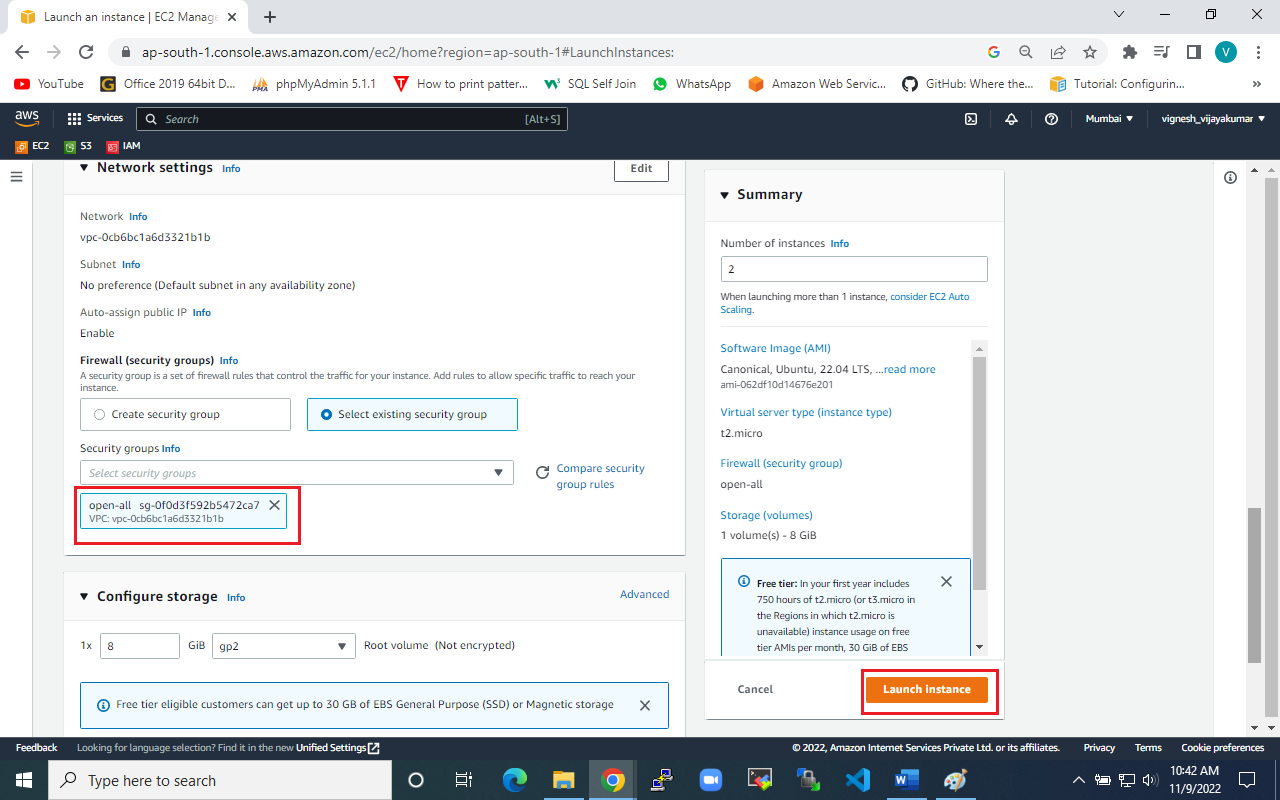 Launch an instance | EC2 Manage
ap-south-1.console.aws.amazon.com/ec2/home?region=ap-south-1#LaunchInstances:
V
YouTube
Office 2019 64bit D...
phpMyAdmin 5.1.1
How to print patter...
SQL Self Join
WhatsApp
Amazon Web Servic...
GitHub: Where the...
Tutorial: Configurin...
»
aws
Services
Search
[Alt+S]
Mumbai
vignesh_vijayakumar
EC2
S3
IAM
Network settings Info
Edit
Network Info
vpc-0cb6bc1a6d3321b1b
Subnet Info
No preference (Default subnet in any availability zone)
Auto-assign public IP Info
Enable
Firewall (security groups) Info
A security group is a set of firewall rules that control the traffic for your instance. Add rules to allow specific traffic to reach your
instance.
Create security group
Select existing security group
Security groups Info
Select security groups
Compare security
group rules
open-all sg-0f0d3f592b5472ca7
VPC: vpc-0cb6bc1a6d3321b1b
Configure storage Info
Advanced
1x
8
GiB
gp2
Root volume (Not encrypted)
Free tier eligible customers can get up to 30 GB of EBS General Purpose (SSD) or Magnetic storage
Summary
Number of instances Info
2
When launching more than 1 instance, consider EC2 Auto
Scaling.
Software Image (AMI)
Canonical, Ubuntu, 22.04 LTS, ...read more
ami-062df10d14676e201
Virtual server type (instance type)
t2.micro
Firewall (security group)
open-all
Storage (volumes)
1 volume(s) - 8 GiB
Free tier: In your first year includes
750 hours of t2.micro (or t3.micro in
the Regions in which t2.micro is
unavailable) instance usage on free
tier AMIs per month, 30 GiB of EBS
Cancel
Launch instance
Feedback
Looking for language selection? Find it in the new Unified Settings
© 2022, Amazon Internet Services Private Ltd. or its affiliates.
Privacy
Terms
Cookie preferences
Type here to search
10:42 AM
11/9/2022